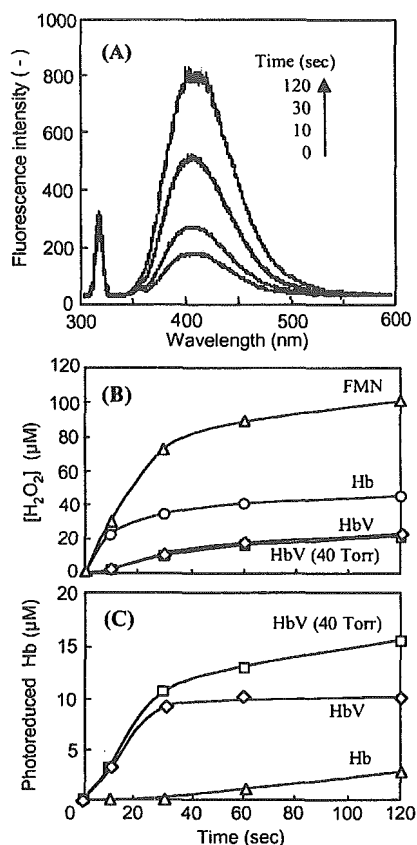 1000
(A)
Time (sec)
800
120
30
600
10
0
400
200
0
300
400
500
600
Fluorescence intensity ( - )
Wavelength (nm)
120
(B)
FMN
100
80
60
Hb
40
HbV
20
HbV (40 Torr)
0
[H₂O₂] (μM)
20
(C)
HbV (40 Torr)
15
10
HbV
5
Hb
0
20
40
60
80
100
120
Photoreduced Hb (μM)
Time (sec)